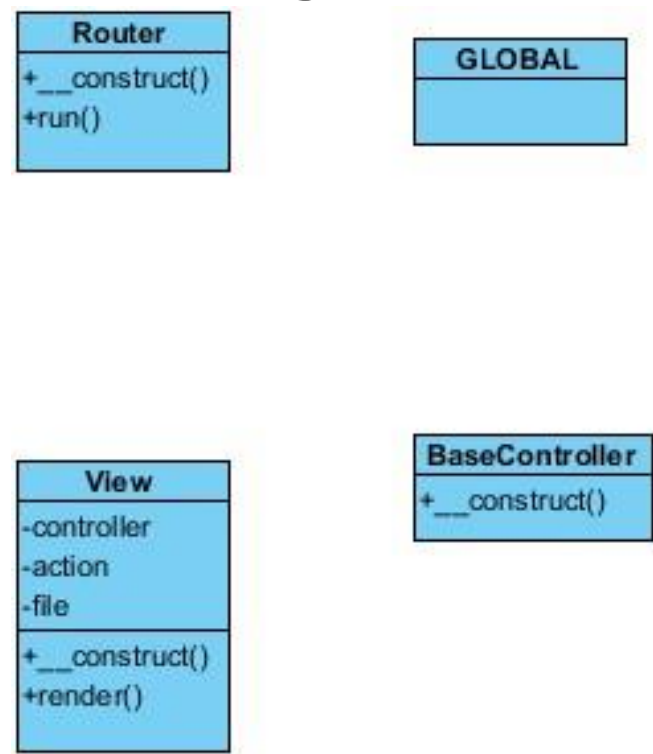 Router
+__construct()
+run()
GLOBAL
View
-controller
-action
-file
+__construct()
+render()
BaseController
+__construct()